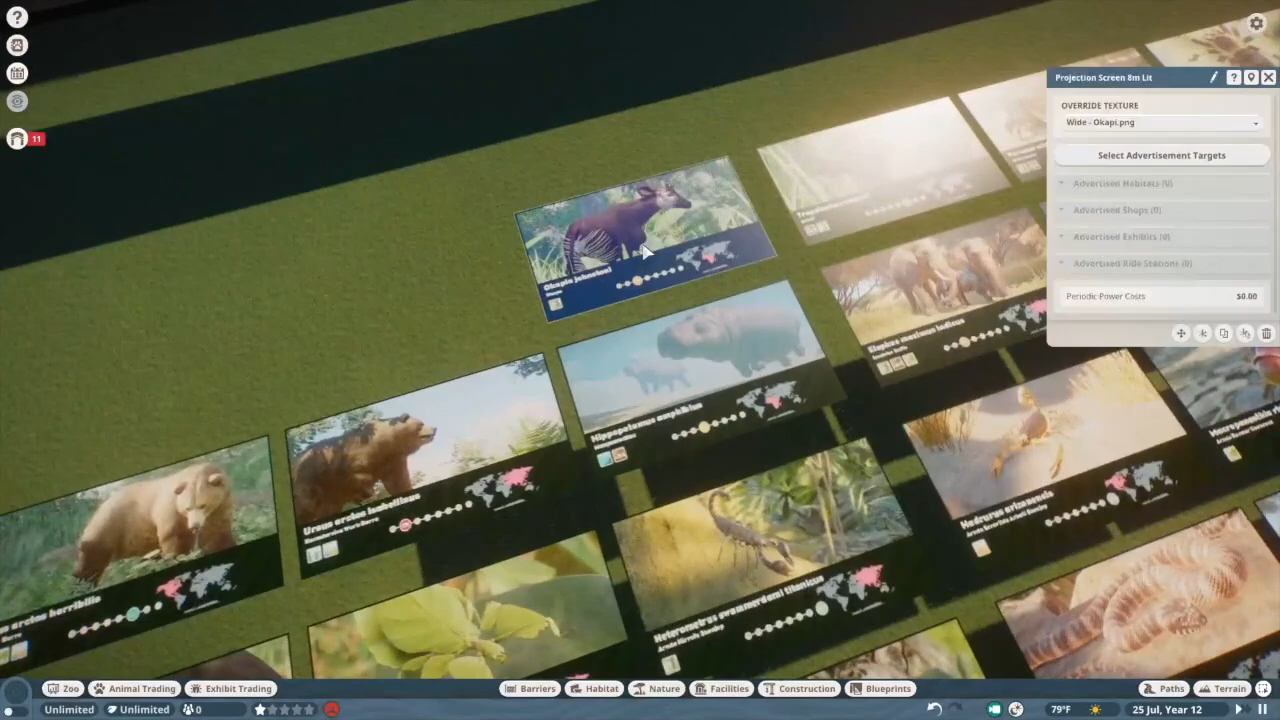 11
Projection Screen 8m Lit
OVERRIDE TEXTURE
Wide - Okapi.png
Select Advertisement Targets
Advertised Habitats (0)
Advertised Shops (0)
Advertised Exhibits (0)
Advertised Ride Stations (0)
Periodic Power Costs $0.00
Okapia johnstoni
Okapia
Elephas maximus indicus
Hippopotamus amphibius
Ursus arctos isabellinus
arctos horribilis
Hadrurus arizonensis
Heterometrus swammerdami titanicus
Zoo
Animal Trading
Exhibit Trading
Barriers
Habitat
Nature
Facilities
Construction
Blueprints
Paths
Terrain
Unlimited
Unlimited
0
79°F
25 Jul, Year 12